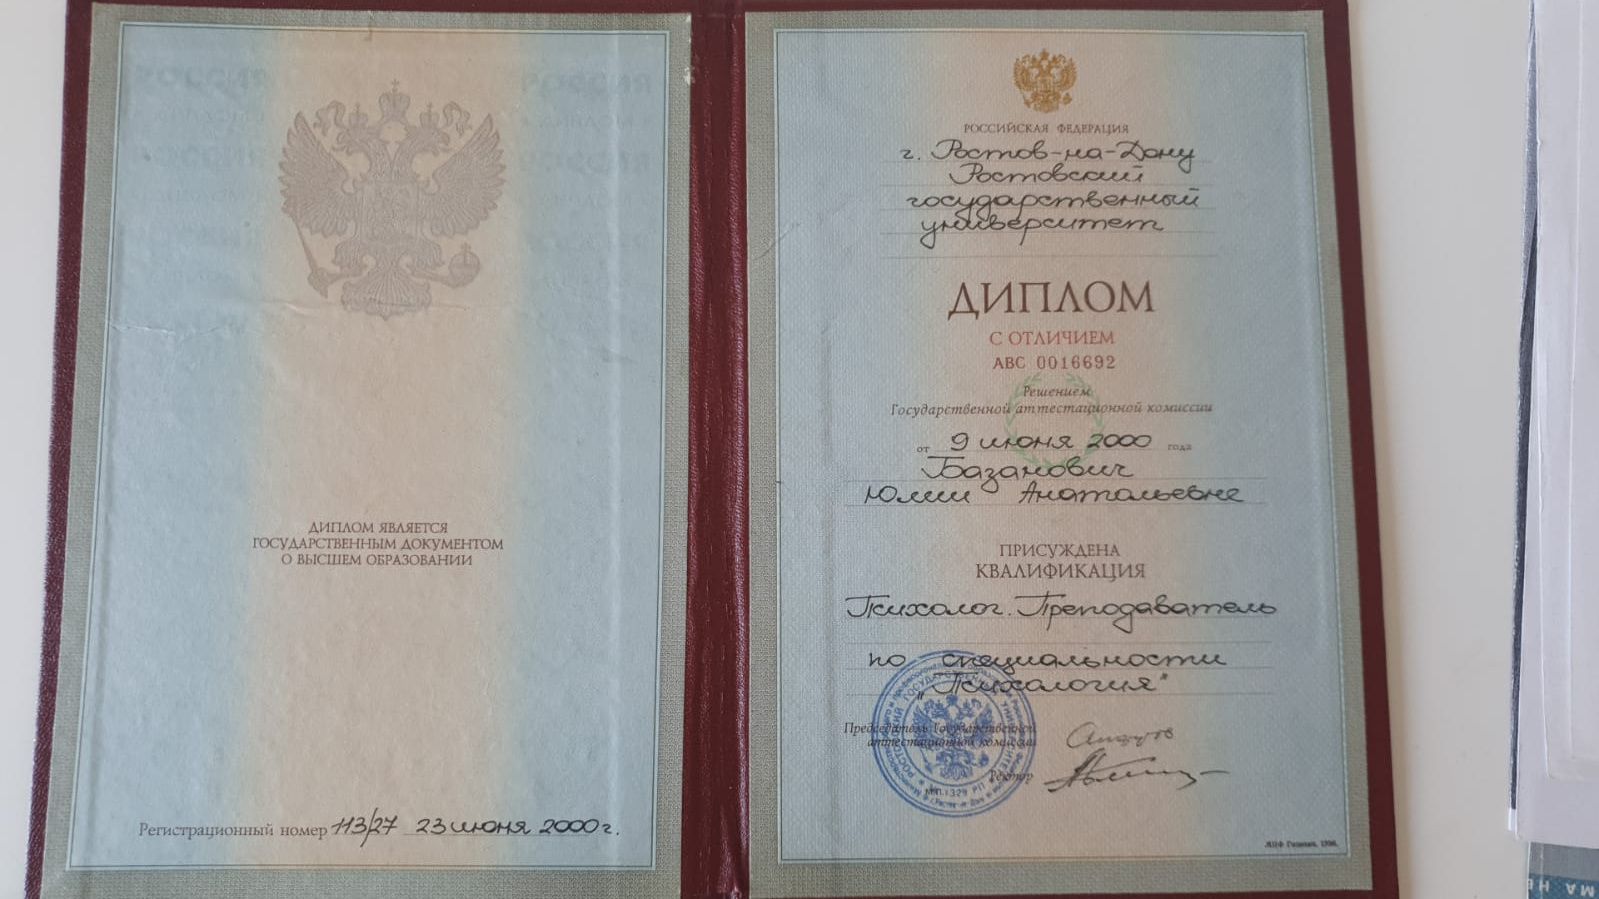 ДИПЛОМ ЯВЛЯЕТСЯ
ГОСУДАРСТВЕННЫМ ДОКУМЕНТОМ
О ВЫСШЕМ ОБРАЗОВАНИИ
Регистрационный номер 113/27 23 июня 2000 г.
РОССИЙСКАЯ ФЕДЕРАЦИЯ
г. Ростов-на-Дону
Ростовский
государственный
университет
ДИПЛОМ
С ОТЛИЧИЕМ
АВС 0016692
Решением
Государственной аттестационной комиссии
от 9 июня 2000 года
Базанович
Юлии Анатольевне
ПРИСУЖДЕНА
КВАЛИФИКАЦИЯ
Психолог. Преподаватель
по специальности
"Психология"
Председатель Государственной
аттестационной комиссии
Ректор
М.П.